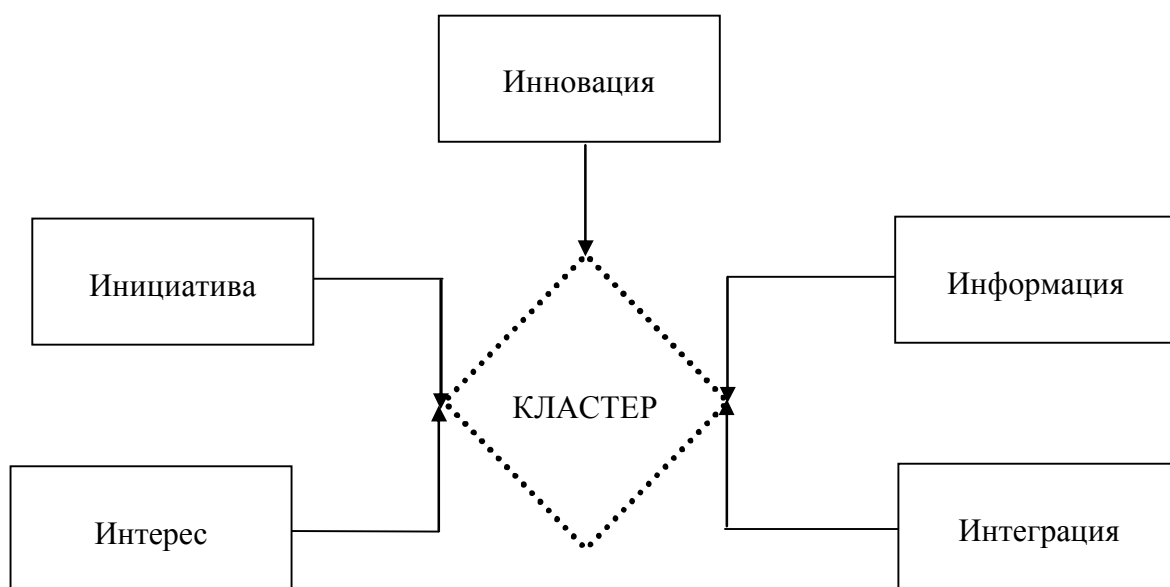 Инновация
Инициатива
Информация
КЛАСТЕР
Интерес
Интеграция